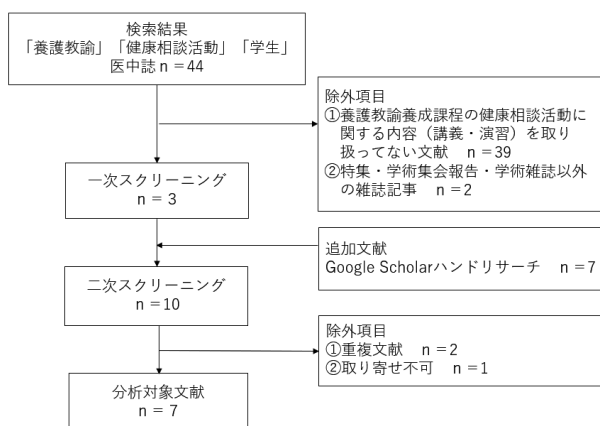 検索結果
「養護教諭」「健康相談活動」「学生」
医中誌ｎ＝44
除外項目
①養護教諭養成課程の健康相談活動に
関する内容（講義・演習）を取り
扱ってない文献　ｎ＝39
②特集・学術集会報告・学術雑誌以外
の雑誌記事　ｎ＝2
一次スクリーニング
ｎ＝3
追加文献
Google Scholarハンドリサーチ　ｎ＝7
二次スクリーニング
ｎ＝10
除外項目
①重複文献　ｎ＝2
②取り寄せ不可　ｎ＝1
分析対象文献
ｎ＝7